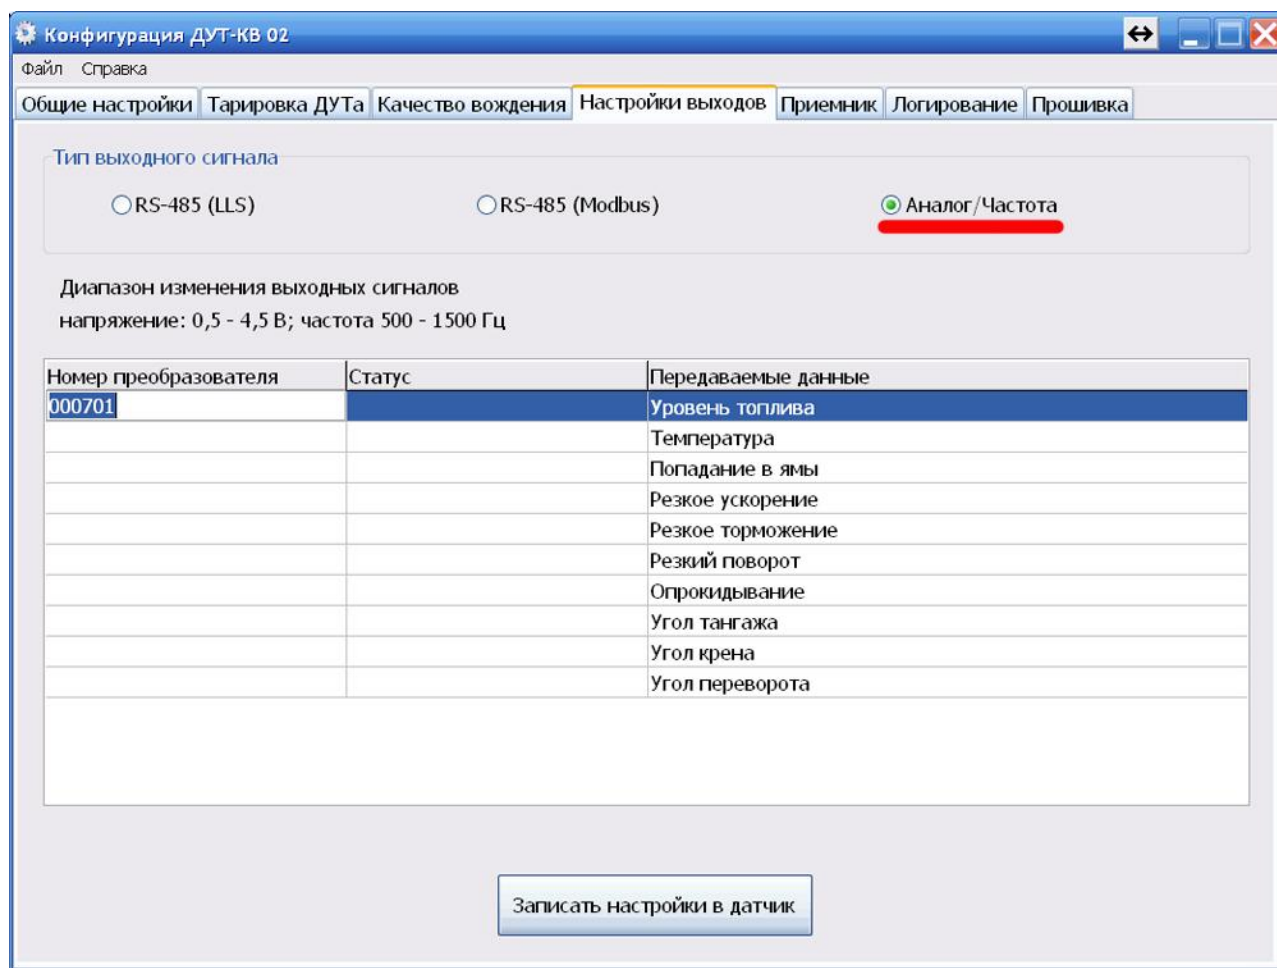 Конфигурация ДУТ-КВ 02
Файл Справка
Общие настройки Тарировка ДУТа Качество вождения Настройки выходов Приемник Логирование Прошивка
Тип выходного сигнала
RS-485 (LLS) RS-485 (Modbus) Аналог/Частота
Диапазон изменения выходных сигналов
напряжение: 0,5 - 4,5 В; частота 500 - 1500 Гц
Номер преобразователя Статус Передаваемые данные
000701 Уровень топлива
Температура
Попадание в ямы
Резкое ускорение
Резкое торможение
Резкий поворот
Опрокидывание
Угол тангажа
Угол крена
Угол переворота
Записать настройки в датчик